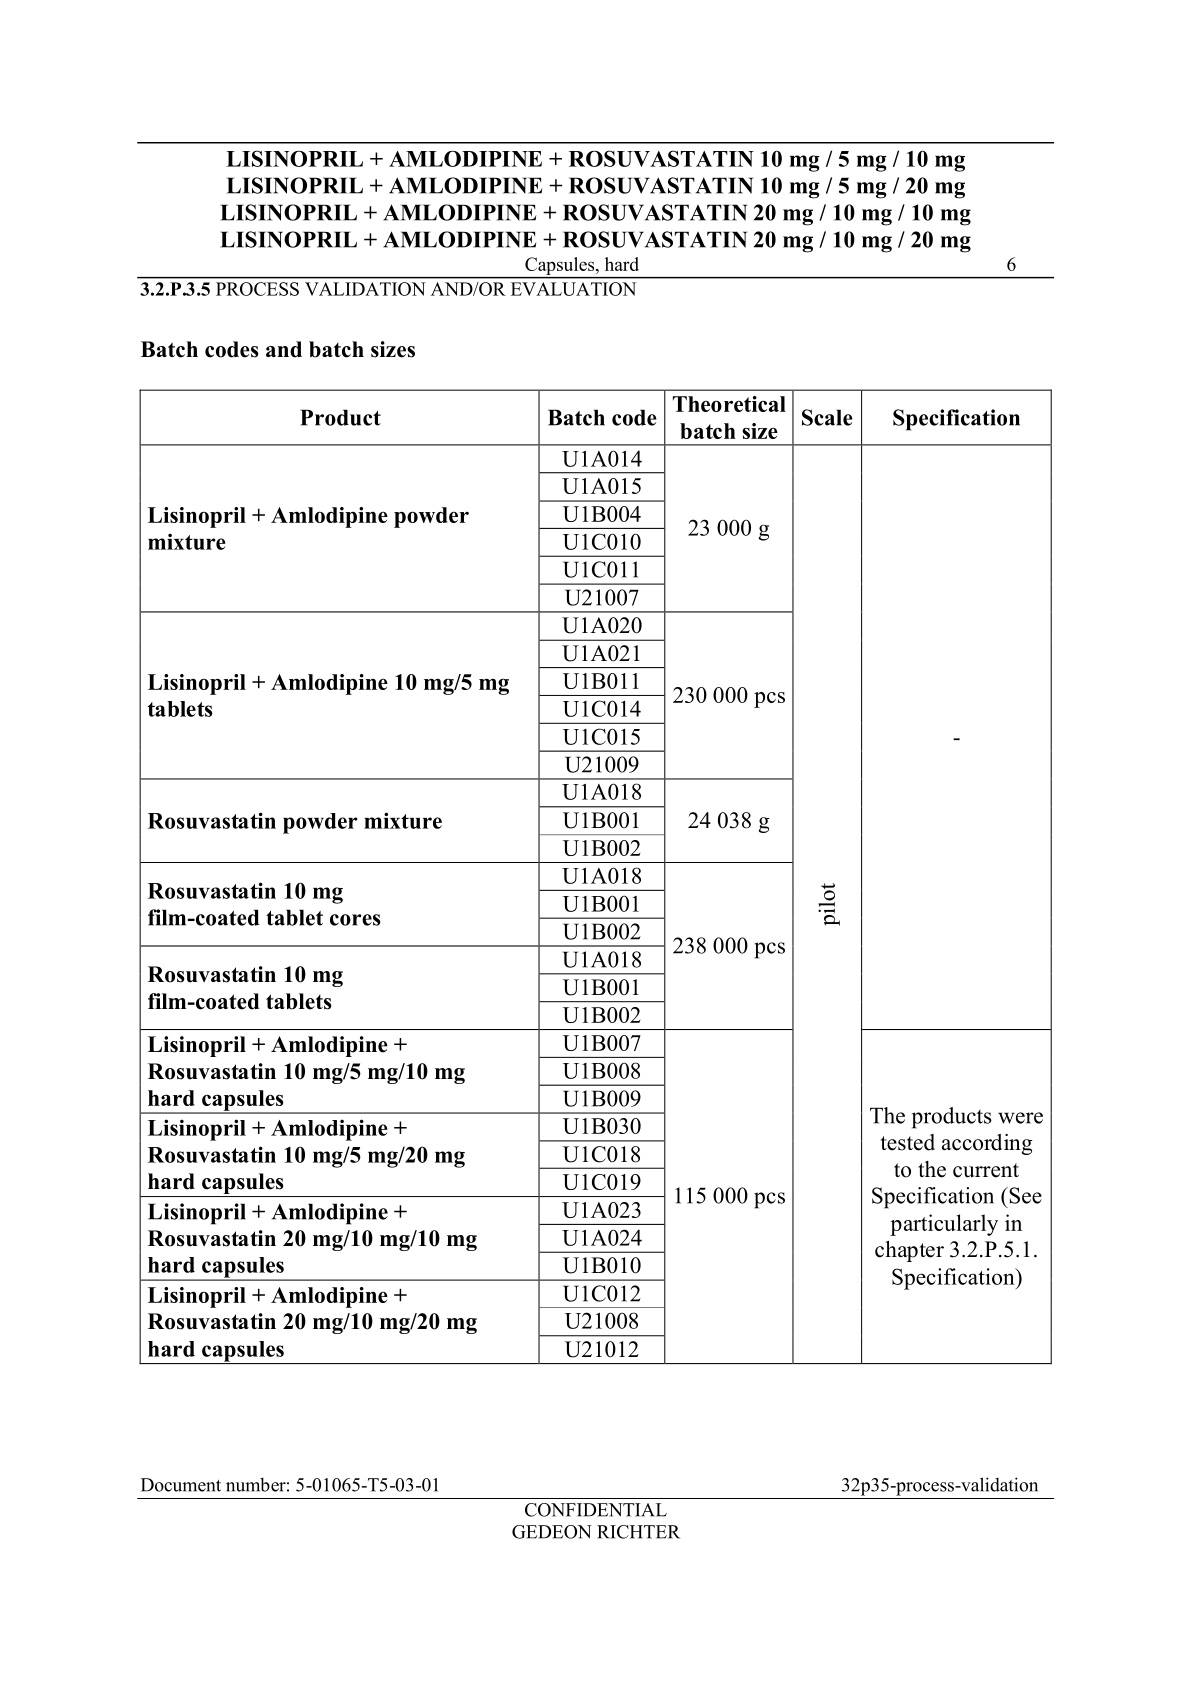 LISINOPRIL + AMLODIPINE + ROSUVASTATIN 10 mg / 5 mg / 10 mg
LISINOPRIL + AMLODIPINE + ROSUVASTATIN 10 mg / 5 mg / 20 mg
LISINOPRIL + AMLODIPINE + ROSUVASTATIN 20 mg / 10 mg / 10 mg
LISINOPRIL + AMLODIPINE + ROSUVASTATIN 20 mg / 10 mg / 20 mg
Capsules, hard 6
3.2.P.3.5 PROCESS VALIDATION AND/OR EVALUATION
Batch codes and batch sizes
Product
Batch code
Theoretical
batch size
Scale
Specification
Lisinopril + Amlodipine powder
mixture
U1A014
U1A015
U1B004
U1C010
U1C011
U21007
23 000 g
Lisinopril + Amlodipine 10 mg/5 mg
tablets
U1A020
U1A021
U1B011
U1C014
U1C015
U21009
230 000 pcs
Rosuvastatin powder mixture
U1A018
U1B001
U1B002
24 038 g
Rosuvastatin 10 mg
film-coated tablet cores
U1A018
U1B001
U1B002
238 000 pcs
Rosuvastatin 10 mg
film-coated tablets
U1A018
U1B001
U1B002
-
pilot
Lisinopril + Amlodipine +
Rosuvastatin 10 mg/5 mg/10 mg
hard capsules
U1B007
U1B008
U1B009
Lisinopril + Amlodipine +
Rosuvastatin 10 mg/5 mg/20 mg
hard capsules
U1B030
U1C018
U1C019
Lisinopril + Amlodipine +
Rosuvastatin 20 mg/10 mg/10 mg
hard capsules
U1A023
U1A024
U1B010
Lisinopril + Amlodipine +
Rosuvastatin 20 mg/10 mg/20 mg
hard capsules
U1C012
U21008
U21012
115 000 pcs
The products were
tested according
to the current
Specification (See
particularly in
chapter 3.2.P.5.1.
Specification)
Document number: 5-01065-T5-03-01 32p35-process-validation
CONFIDENTIAL
GEDEON RICHTER